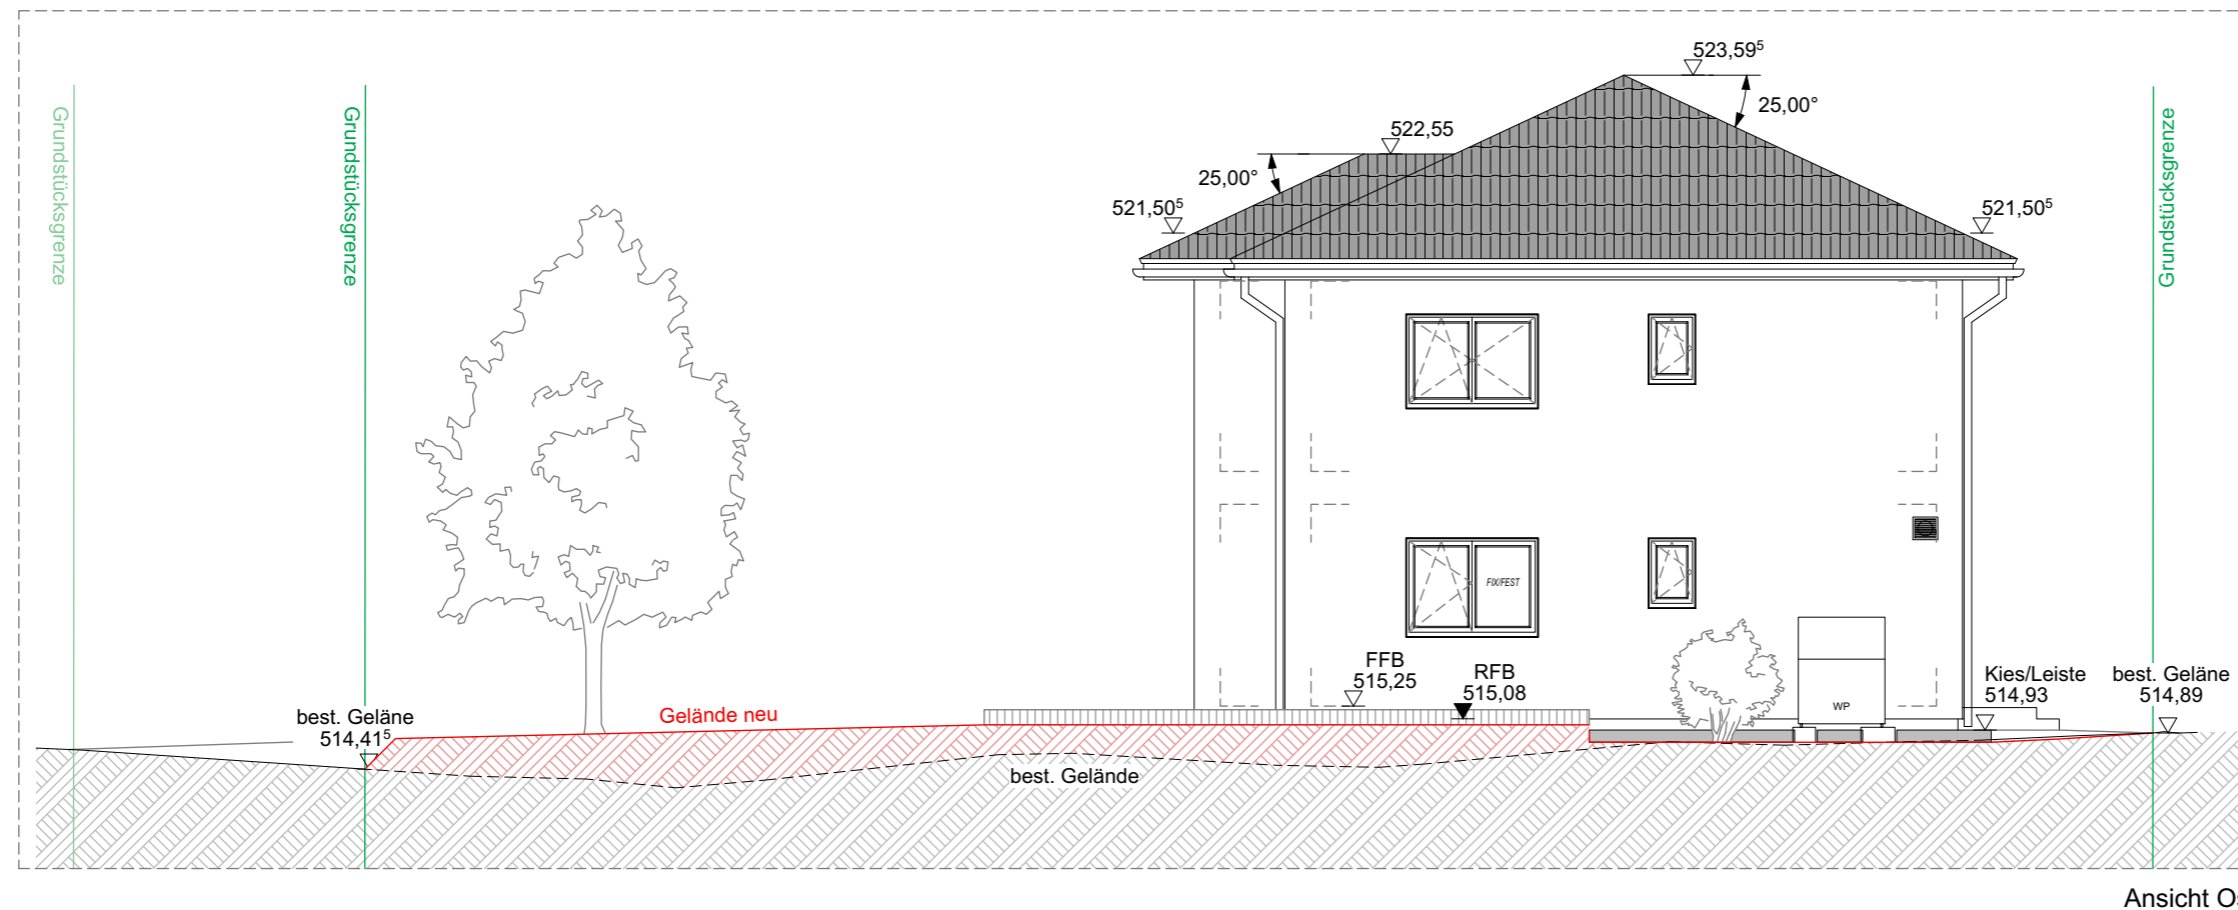 523,59⁵
25,00°
522,55
25,00°
521,50⁵
521,50⁵
Grundstücksgrenze
Grundstücksgrenze
Grundstücksgrenze
FIX/FEST
FFB
515,25
RFB
515,08
WP
Kies/Leiste
514,93
best. Geläne
514,89
best. Geläne
514,41⁵
Gelände neu
best. Gelände
Ansicht O